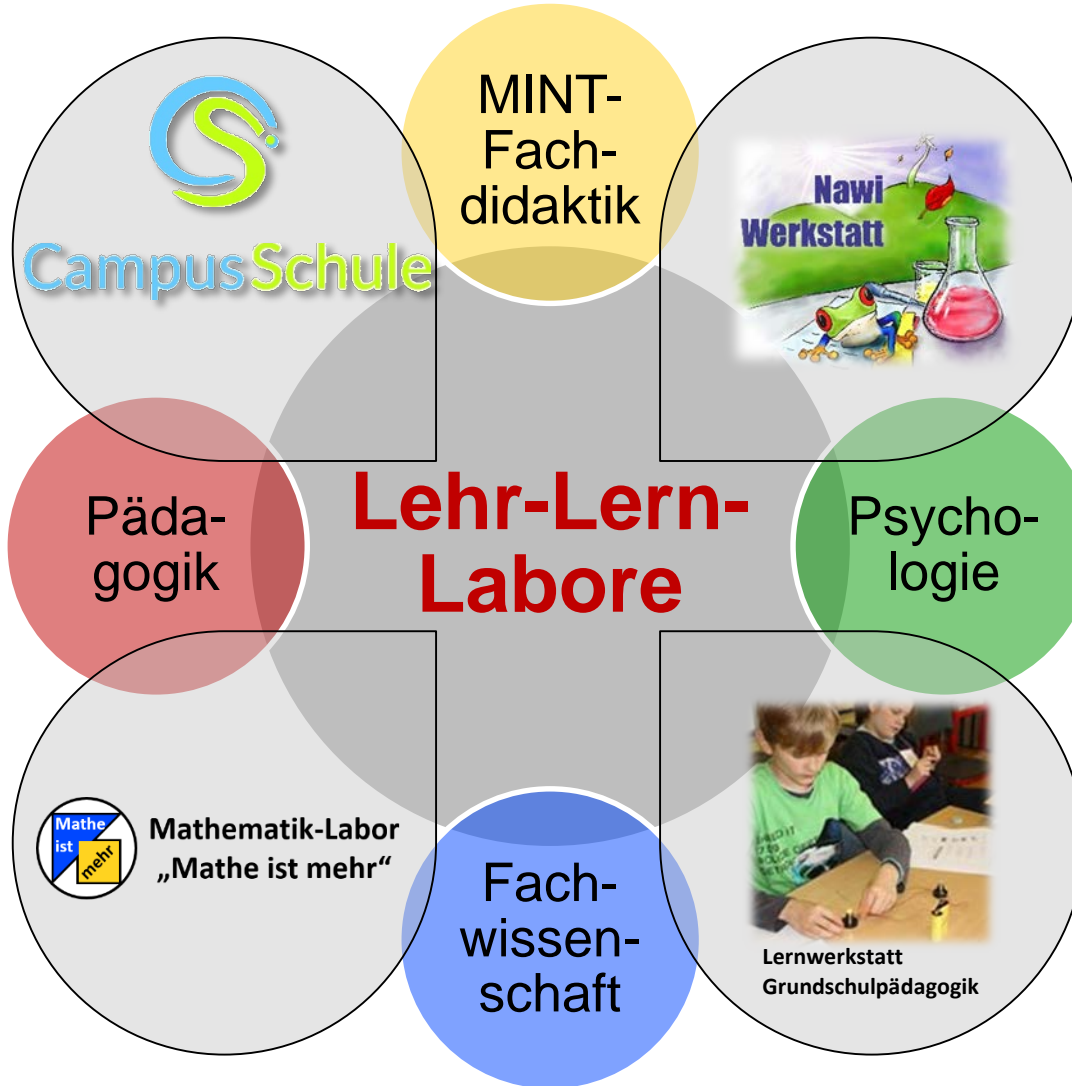 MINT-
Fach-
didaktik
CS
CampusSchule
Nawi
Werkstatt
Päda-
gogik
Lehr-Lern-
Labore
Psycho-
logie
Mathe
ist
mehr
Mathematik-Labor
„Mathe ist mehr“
Fach-
wissen-
schaft
Lernwerkstatt
Grundschulpädagogik